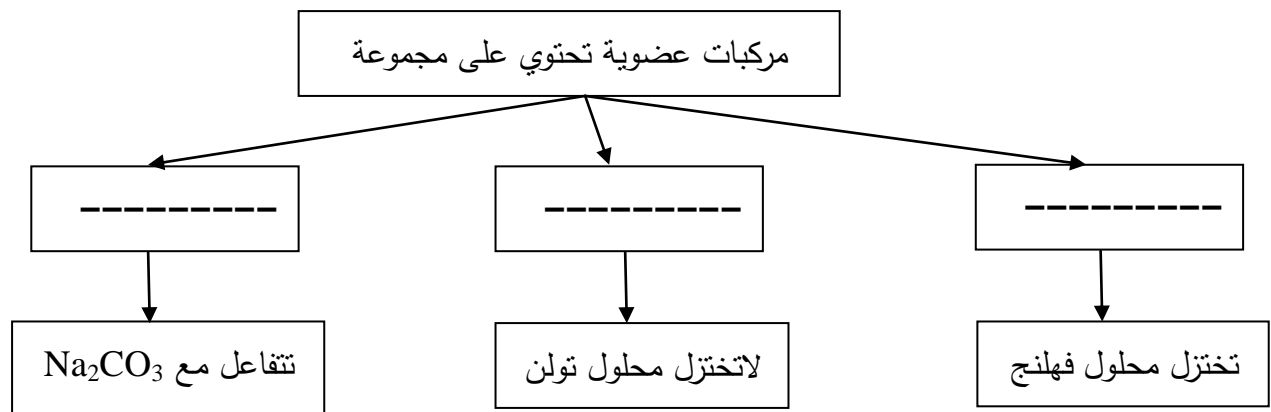 مركبات عضوية تحتوي على مجموعة
---------
---------
---------
تختزل محلول فهلنج
لاتختزل محلول تولن
تتفاعل مع Na₂CO₃